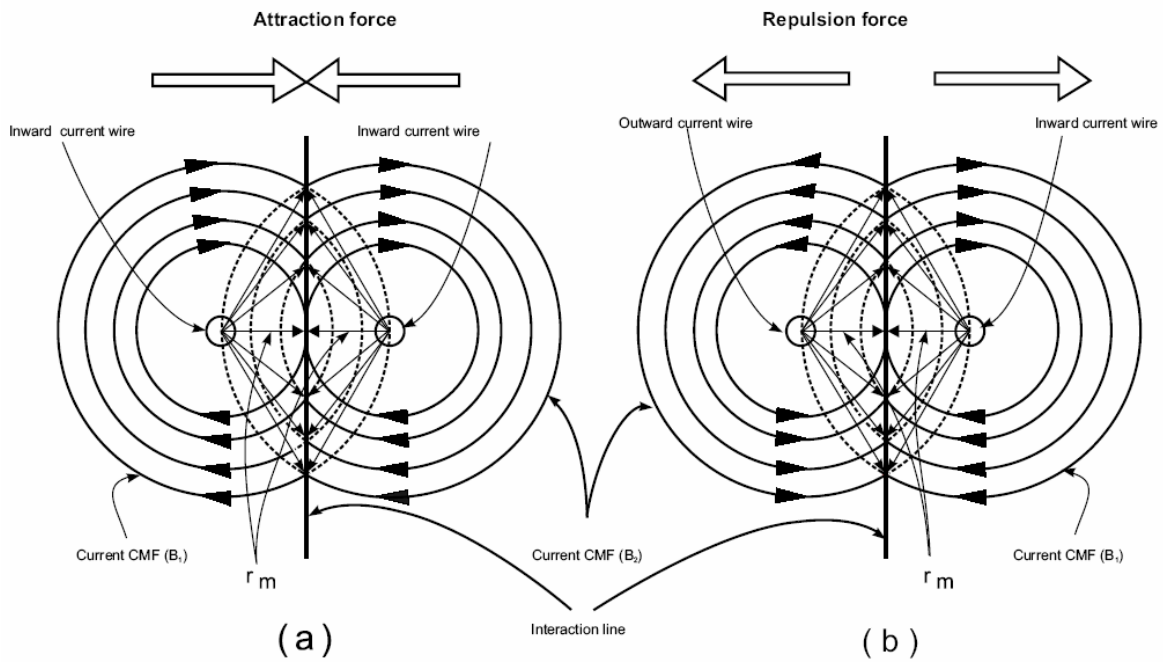 Attraction force
Repulsion force
Inward current wire
Inward current wire
Outward current wire
Inward current wire
Current CMF (B₁)
r m
Current CMF (B₂)
r m
Current CMF (B₁)
Interaction line
( a )
( b )